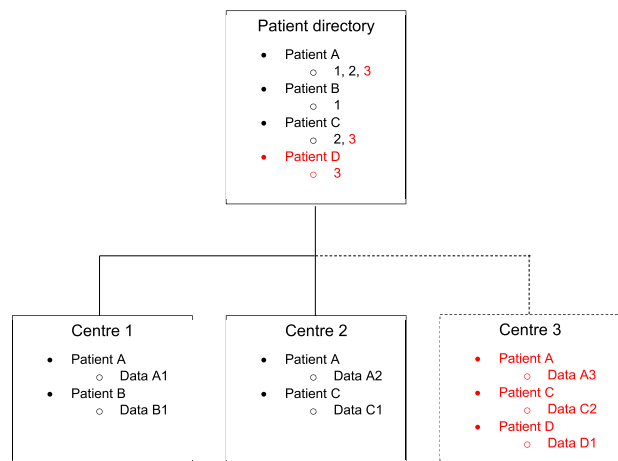 Patient directory
Patient A
1, 2, 3
Patient B
1
Patient C
2, 3
Patient D
3
Centre 1
Patient A
Data A1
Patient B
Data B1
Centre 2
Patient A
Data A2
Patient C
Data C1
Centre 3
Patient A
Data A3
Patient C
Data C2
Patient D
Data D1